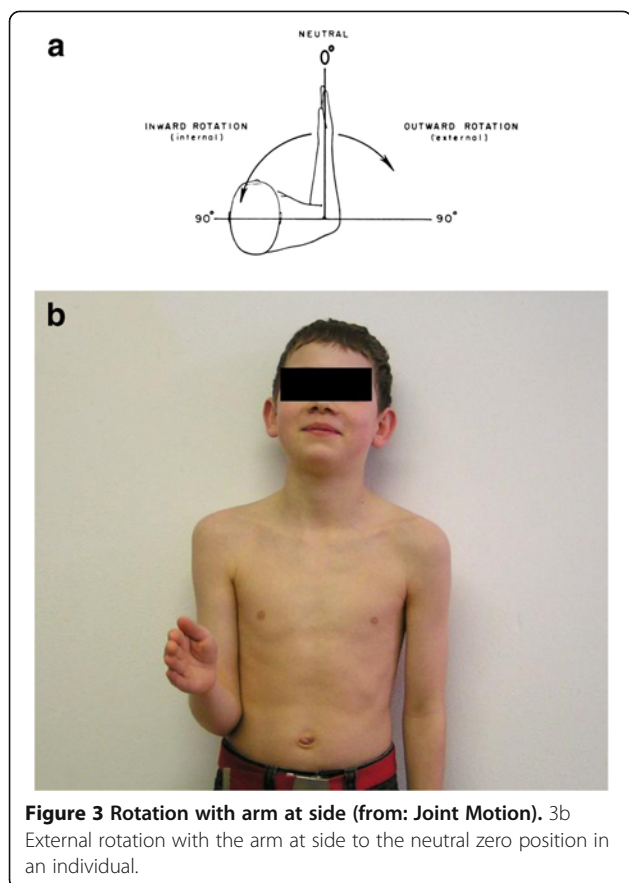 a
NEUTRAL
0°
INWARD ROTATION
(internal)
OUTWARD ROTATION
(external)
90°
90°
b
Figure 3 Rotation with arm at side (from: Joint Motion). 3b
External rotation with the arm at side to the neutral zero position in
an individual.